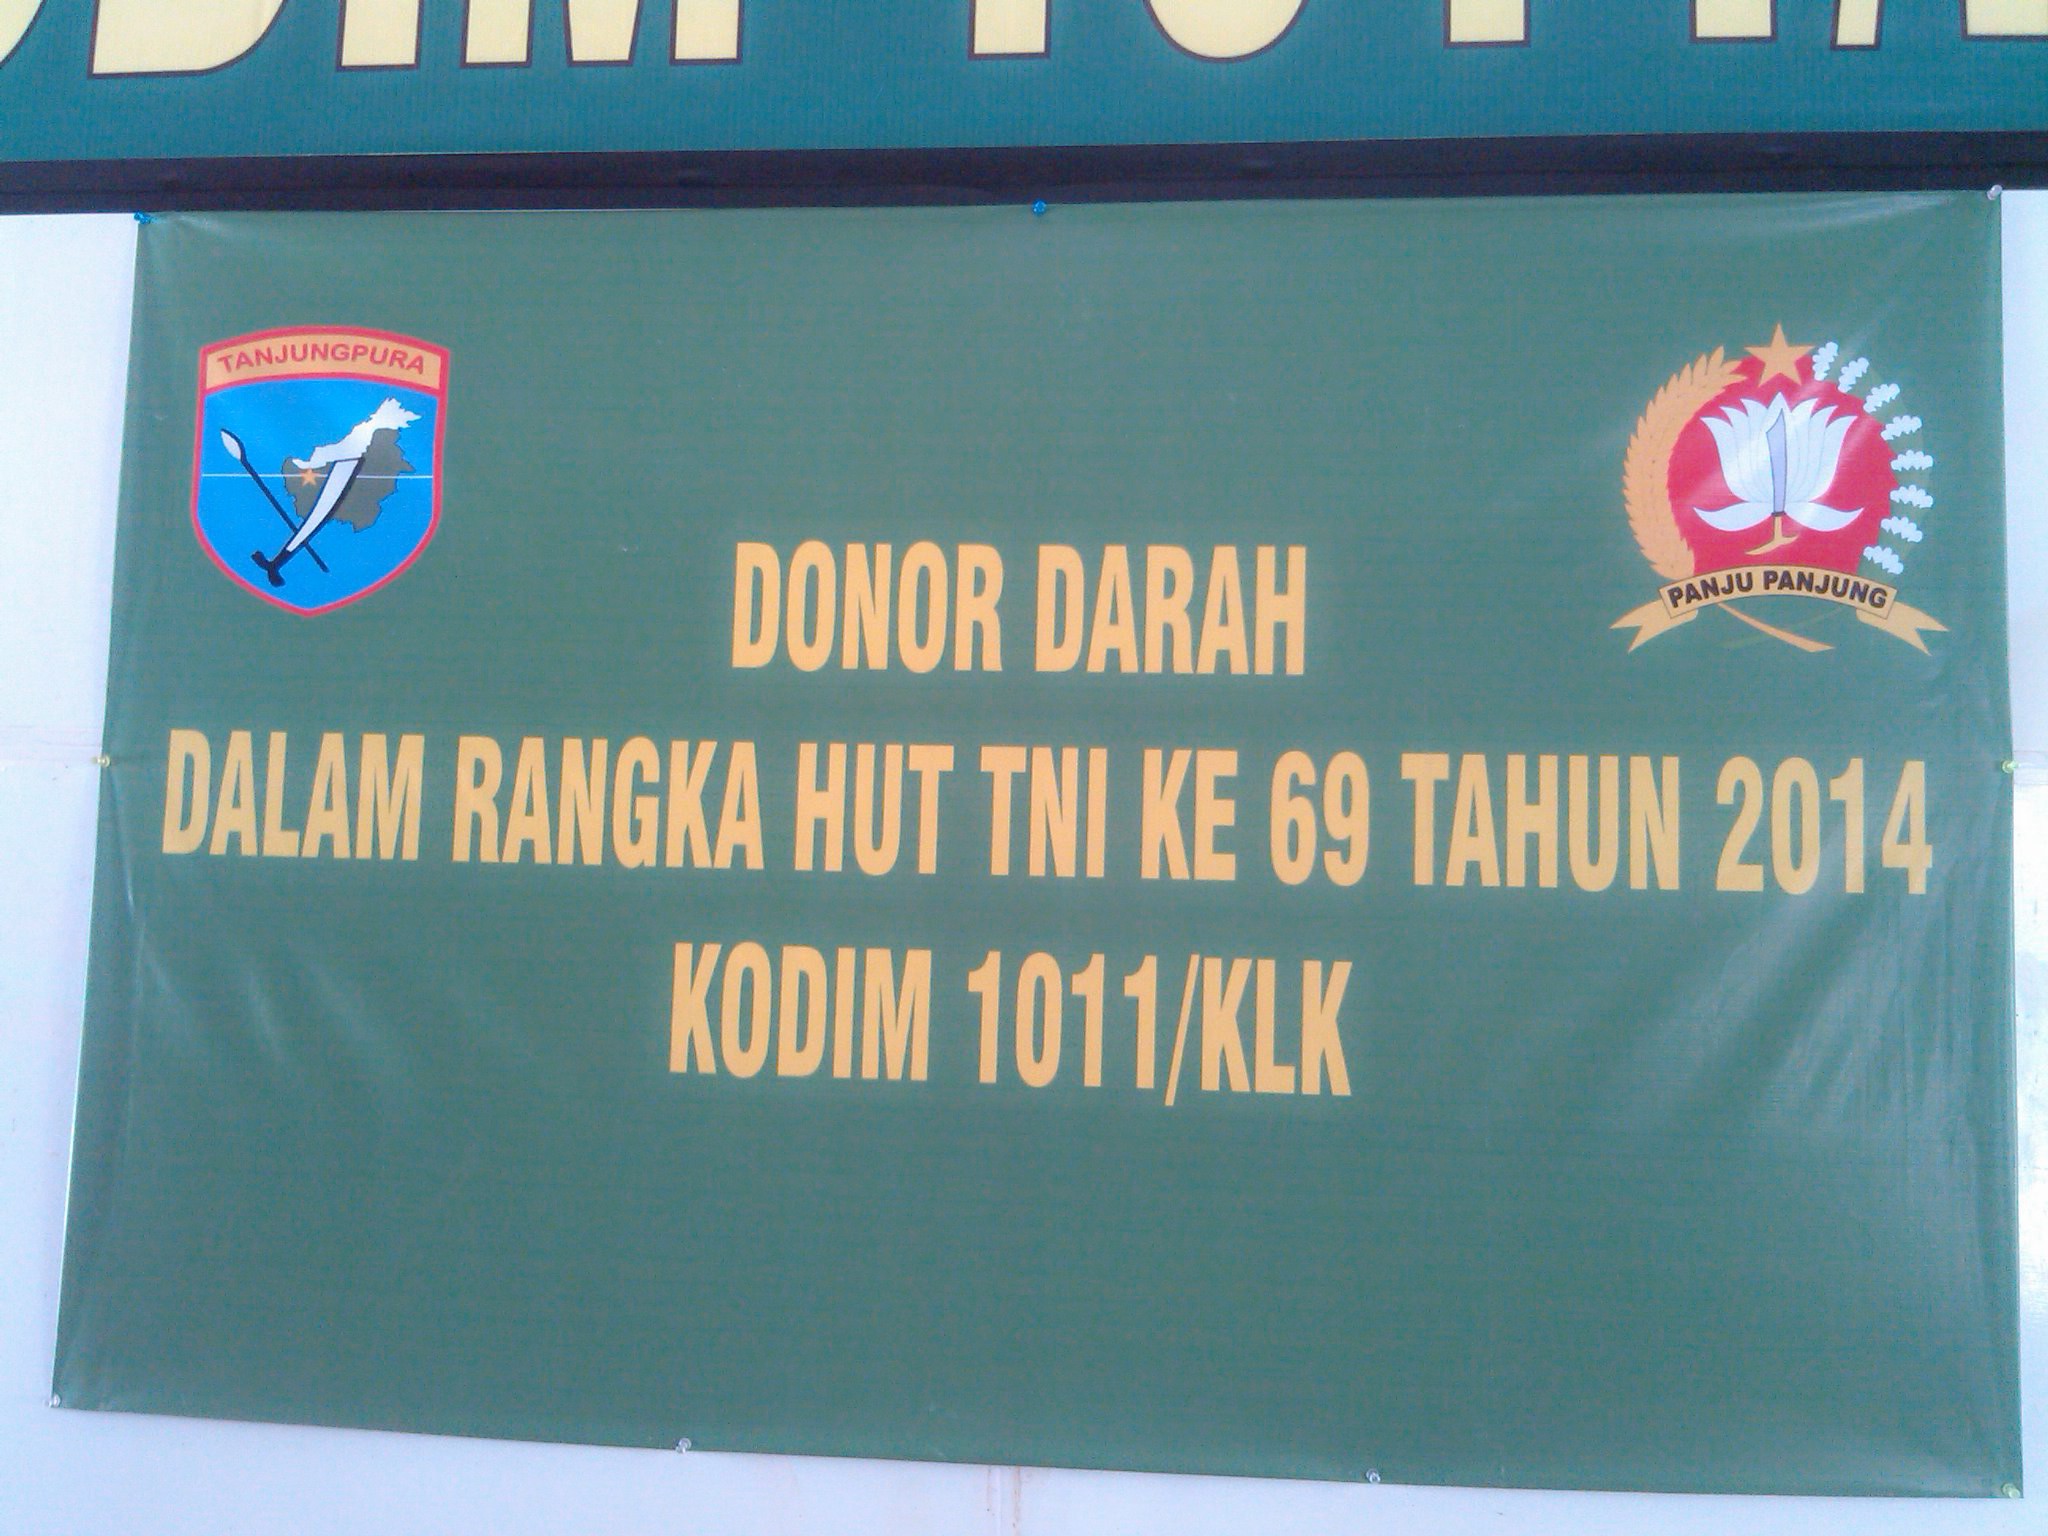 TANJUNGPURA
PANJU PANJUNG
DONOR DARAH
DALAM RANGKA HUT TNI KE 69 TAHUN 2014
KODIM 1011/KLK